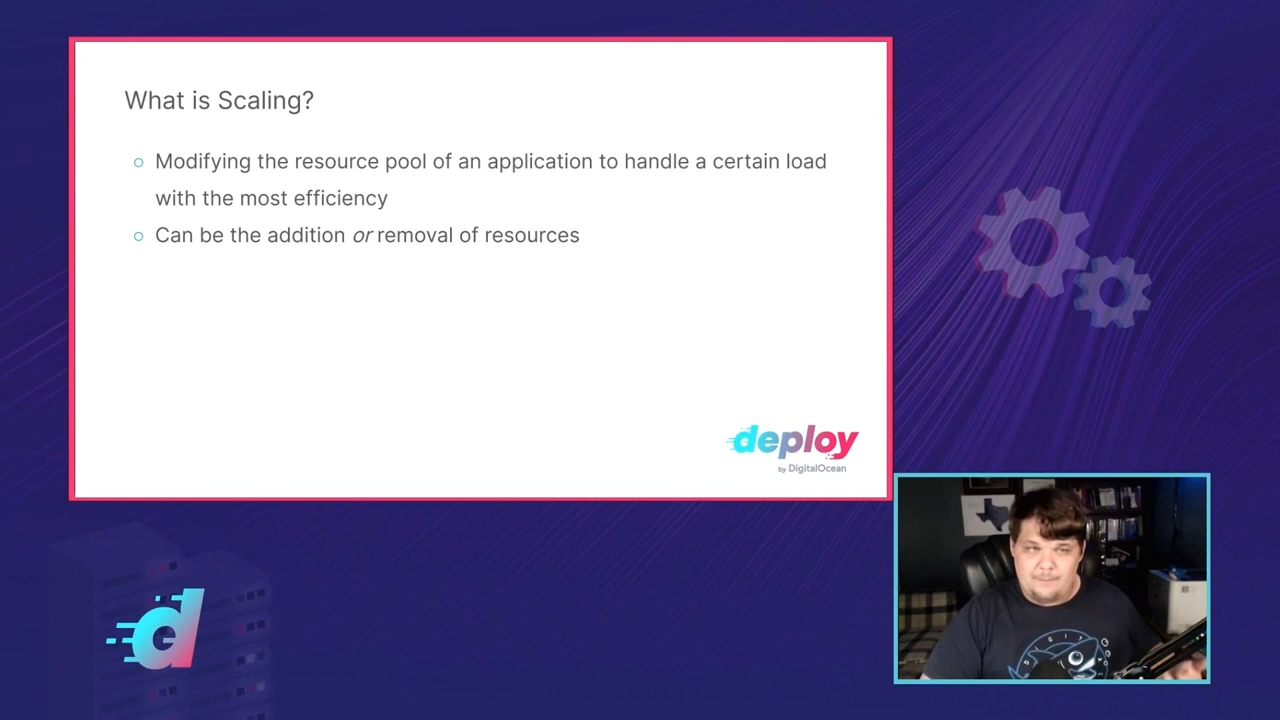 What is Scaling?
Modifying the resource pool of an application to handle a certain load
with the most efficiency
Can be the addition or removal of resources
deploy
by DigitalOcean
d